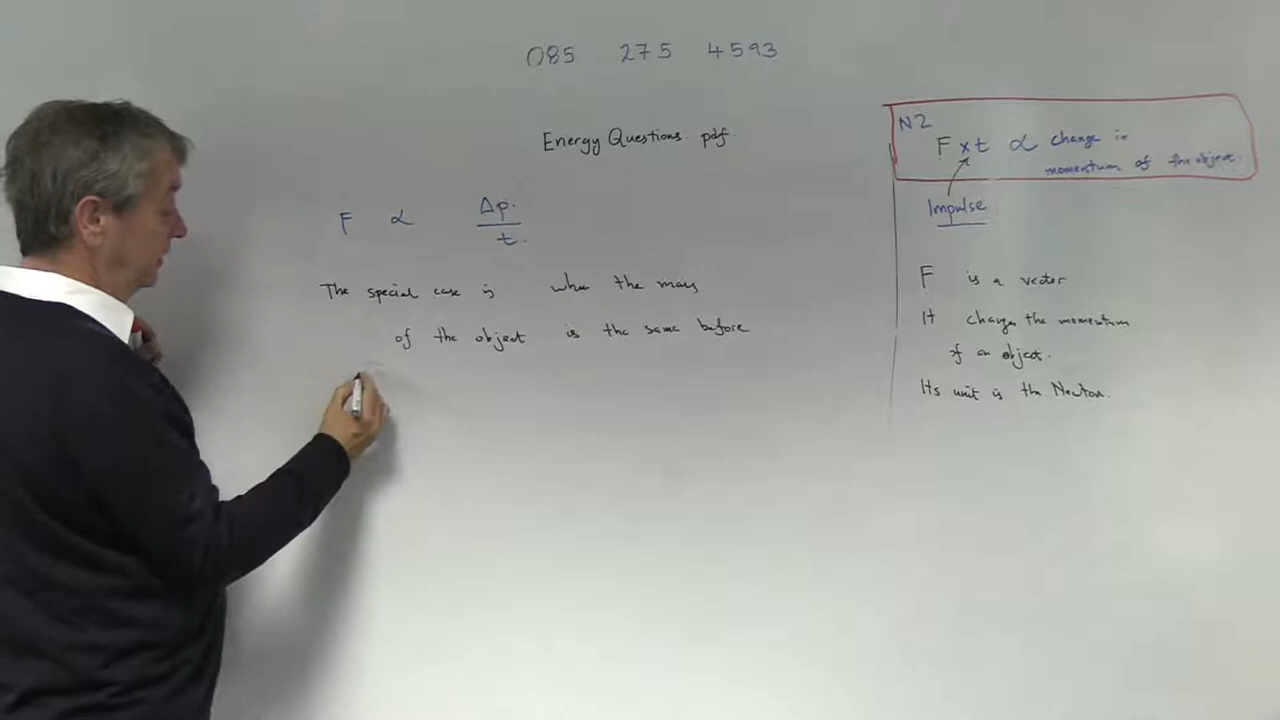 085 275 4593
Energy Questions.pdf.
F ∝ Δp. / t.
The special case is when the mass
of the object is the same before
N2
F × t ∝ change in
momentum of the object.
Impulse
F is a vector
It changes the momentum
of an object.
Its unit is the Newton.